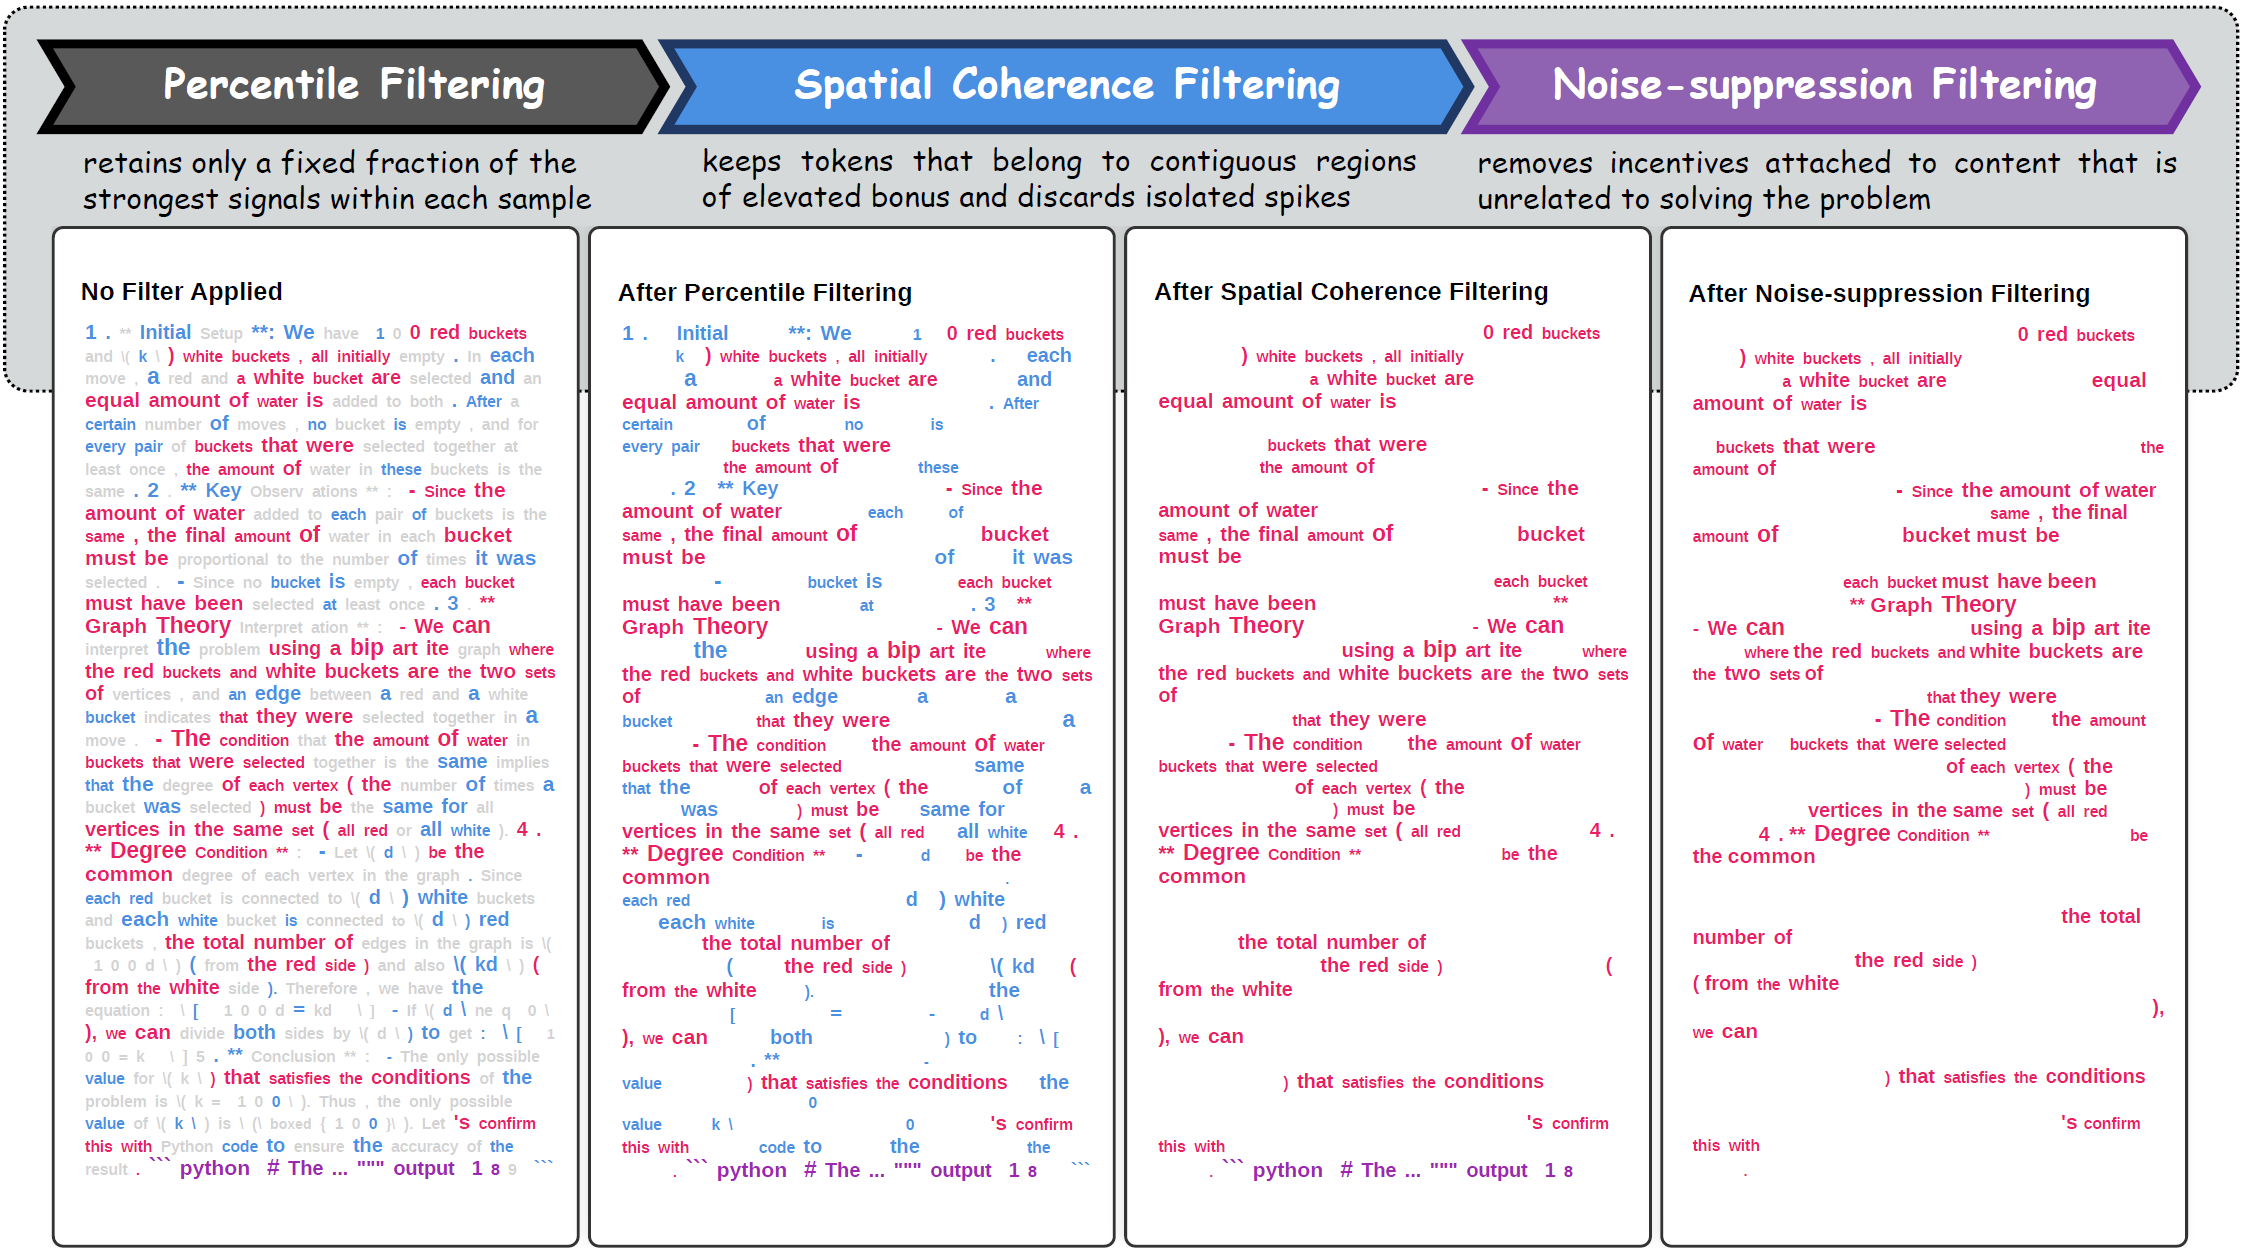 Percentile Filtering
Spatial Coherence Filtering
Noise-suppression Filtering
retains only a fixed fraction of the
strongest signals within each sample
keeps tokens that belong to contiguous regions
of elevated bonus and discards isolated spikes
removes incentives attached to content that is
unrelated to solving the problem
No Filter Applied
1 . ** Initial Setup **: We have 1 0 0 red buckets
and \( k \ ) white buckets , all initially empty . In each
move , a red and a white bucket are selected and an
equal amount of water is added to both . After a
certain number of moves , no bucket is empty , and for
every pair of buckets that were selected together at
least once , the amount of water in these buckets is the
same . 2 . ** Key Observ ations ** : - Since the
amount of water added to each pair of buckets is the
same , the final amount of water in each bucket
must be proportional to the number of times it was
selected . - Since no bucket is empty , each bucket
must have been selected at least once . 3 . **
Graph Theory Interpret ation ** : - We can
interpret the problem using a bip art ite graph where
the red buckets and white buckets are the two sets
of vertices , and an edge between a red and a white
bucket indicates that they were selected together in a
move . - The condition that the amount of water in
buckets that were selected together is the same implies
that the degree of each vertex ( the number of times a
bucket was selected ) must be the same for all
vertices in the same set ( all red or all white ). 4 .
** Degree Condition ** : - Let \( d \ ) be the
common degree of each vertex in the graph . Since
each red bucket is connected to \( d \ ) white buckets
and each white bucket is connected to \( d \ ) red
buckets , the total number of edges in the graph is \(
1 0 0 d \ ) ( from the red side ) and also \( kd \ ) (
from the white side ). Therefore , we have the
equation : \ [ 1 0 0 d = kd \ ] - If \( d \ ne q 0 \
), we can divide both sides by \( d \ ) to get : \ [ 1
0 0 = k \ ] 5 . ** Conclusion ** : - The only possible
value for \( k \ ) that satisfies the conditions of the
problem is \( k = 1 0 0 \ ). Thus , the only possible
value of \( k \ ) is \ (\ boxed { 1 0 0 }\ ). Let 's confirm
this with Python code to ensure the accuracy of the
result . ``` python # The ... """ output 1 8 9 ```
After Percentile Filtering
1 . Initial **: We 1 0 red buckets
k ) white buckets , all initially . each
a a white bucket are and
equal amount of water is . After
certain of no is
every pair buckets that were
the amount of these
. 2 ** Key - Since the
amount of water each of
same , the final amount of bucket
must be of it was
- bucket is each bucket
must have been at . 3 **
Graph Theory - We can
the using a bip art ite where
the red buckets and white buckets are the two sets
of an edge a a
bucket that they were a
- The condition the amount of water
buckets that were selected same
that the of each vertex ( the of a
was ) must be same for
vertices in the same set ( all red all white 4 .
** Degree Condition ** - d be the
common .
each red d ) white
each white is d ) red
the total number of
( the red side ) \( kd (
from the white ). the
[ = - d \
), we can both ) to : \ [
. ** -
value ) that satisfies the conditions the
0
value k \ 0 's confirm
this with code to the the
. ``` python # The ... """ output 1 8 ```
After Spatial Coherence Filtering
0 red buckets
) white buckets , all initially
a white bucket are
equal amount of water is
buckets that were
the amount of
- Since the
amount of water
same , the final amount of bucket
must be
each bucket
must have been **
Graph Theory - We can
using a bip art ite where
the red buckets and white buckets are the two sets
of
that they were
- The condition the amount of water
buckets that were selected
of each vertex ( the
) must be
vertices in the same set ( all red 4 .
** Degree Condition ** be the
common
the total number of
the red side ) (
from the white
), we can
) that satisfies the conditions
's confirm
this with
. ``` python # The ... """ output 1 8
After Noise-suppression Filtering
0 red buckets
) white buckets , all initially
a white bucket are equal
amount of water is
buckets that were the
amount of
- Since the amount of water
same , the final
amount of bucket must be
each bucket must have been
** Graph Theory
- We can using a bip art ite
where the red buckets and white buckets are
the two sets of
that they were
- The condition the amount
of water buckets that were selected
of each vertex ( the
) must be
vertices in the same set ( all red
4 . ** Degree Condition ** be
the common
the total
number of
the red side )
( from the white
),
we can
) that satisfies the conditions
's confirm
this with
.